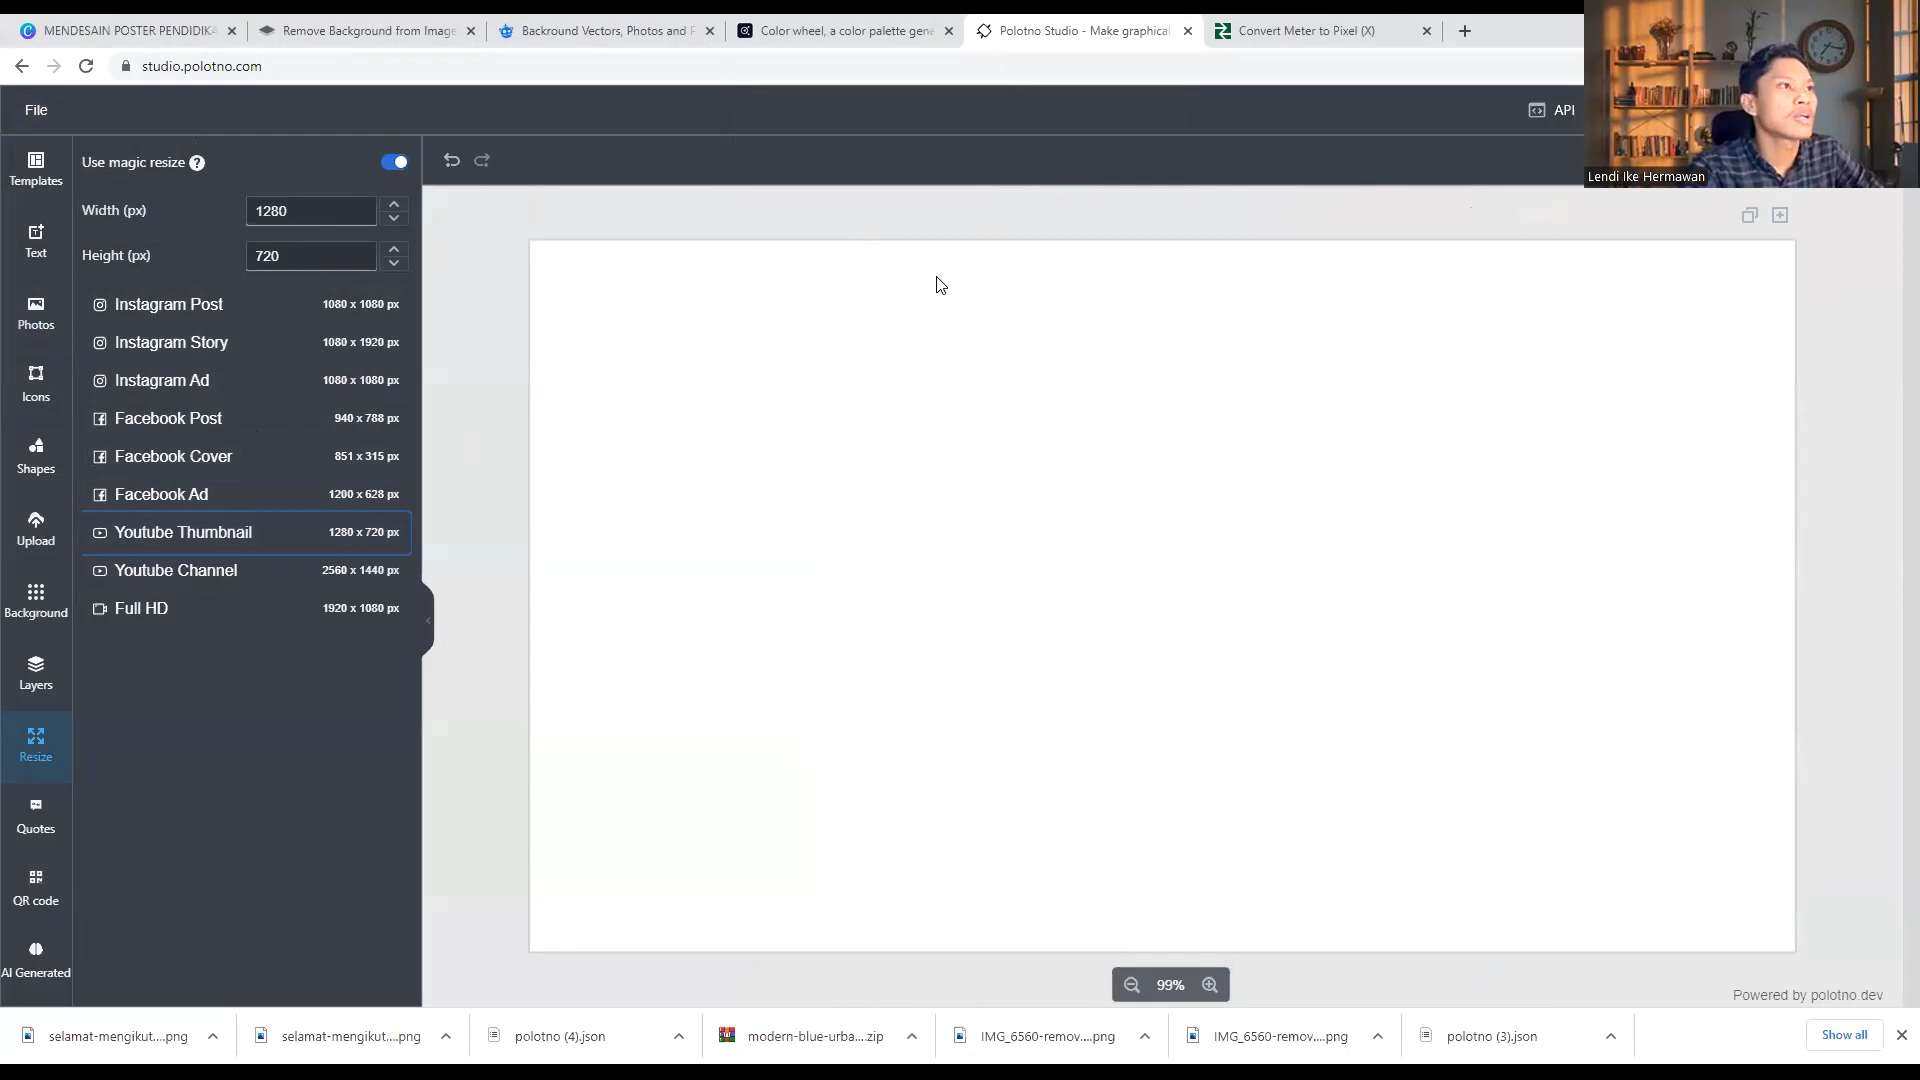 MENDESAIN POSTER PENDIDIKA
Remove Background from Image
Backround Vectors, Photos and F
Color wheel, a color palette gene
Polotno Studio - Make graphical
Convert Meter to Pixel (X)
studio.polotno.com
File
API
Lendi Ike Hermawan
Templates
Text
Photos
Icons
Shapes
Upload
Background
Layers
Resize
Quotes
QR code
AI Generated
Use magic resize ?
Width (px) 1280
Height (px) 720
Instagram Post 1080 x 1080 px
Instagram Story 1080 x 1920 px
Instagram Ad 1080 x 1080 px
Facebook Post 940 x 788 px
Facebook Cover 851 x 315 px
Facebook Ad 1200 x 628 px
Youtube Thumbnail 1280 x 720 px
Youtube Channel 2560 x 1440 px
Full HD 1920 x 1080 px
99%
Powered by polotno.dev
selamat-mengikut....png
selamat-mengikut....png
polotno (4).json
modern-blue-urba....zip
IMG_6560-remov....png
IMG_6560-remov....png
polotno (3).json
Show all